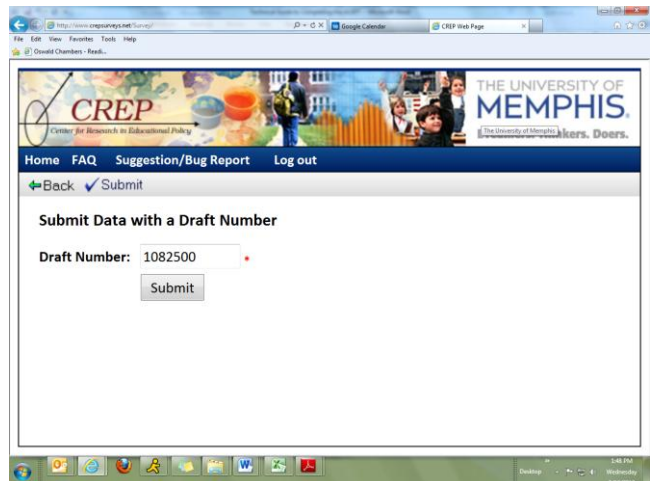 http://www.crepsurveys.net/Survey/
Google Calendar
CREP Web Page
File Edit View Favorites Tools Help
Oswald Chambers - Readi...
CREP
Center for Research in Educational Policy
THE UNIVERSITY OF
MEMPHIS.
The University of Memphis
kers. Doers.
Home FAQ Suggestion/Bug Report Log out
Back Submit
Submit Data with a Draft Number
Draft Number: 1082500 *
Submit
Desktop
5:48 PM
Wednesday